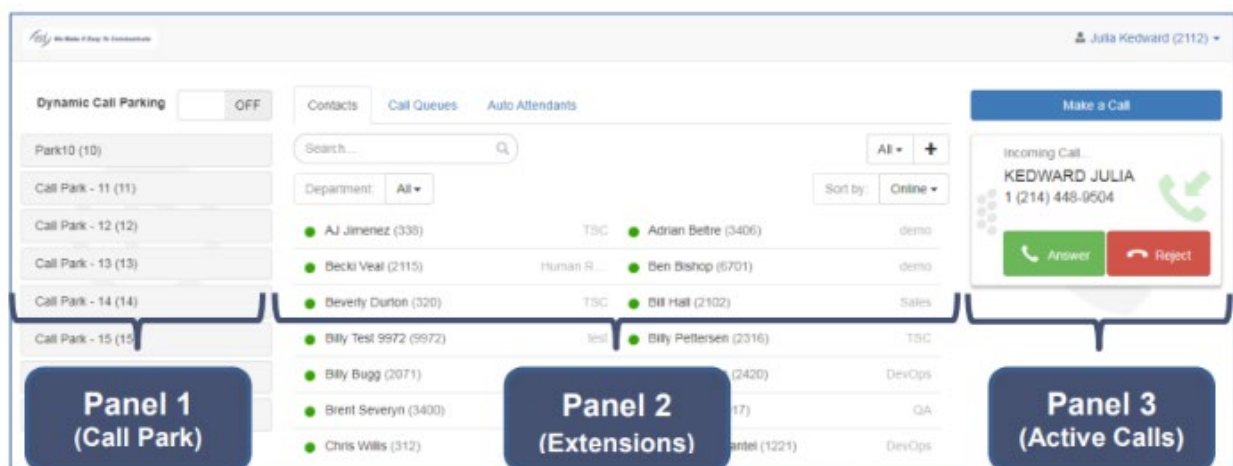 We Make It Easy To Communicate
Julia Kedward (2112)
Dynamic Call Parking OFF
Park10 (10)
Call Park - 11 (11)
Call Park - 12 (12)
Call Park - 13 (13)
Call Park - 14 (14)
Call Park - 15 (15
Panel 1
(Call Park)
Contacts Call Queues Auto Attendants
Search...
All +
Department: All
Sort by: Online
AJ Jimenez (338) TSC Adrian Beltre (3406) demo
Becki Veal (2115) Human R... Ben Bishop (6701) demo
Beverly Durton (320) TSC Bill Hall (2102) Sales
Billy Test 9972 (9972) test Billy Pettersen (2316) TSC
Billy Bugg (2071) (2420) DevOps
Brent Severyn (3400) 17) QA
Chris Willis (312) antel (1221) DevOps
Panel 2
(Extensions)
Make a Call
Incoming Call...
KEDWARD JULIA
1 (214) 448-9504
Answer Reject
Panel 3
(Active Calls)